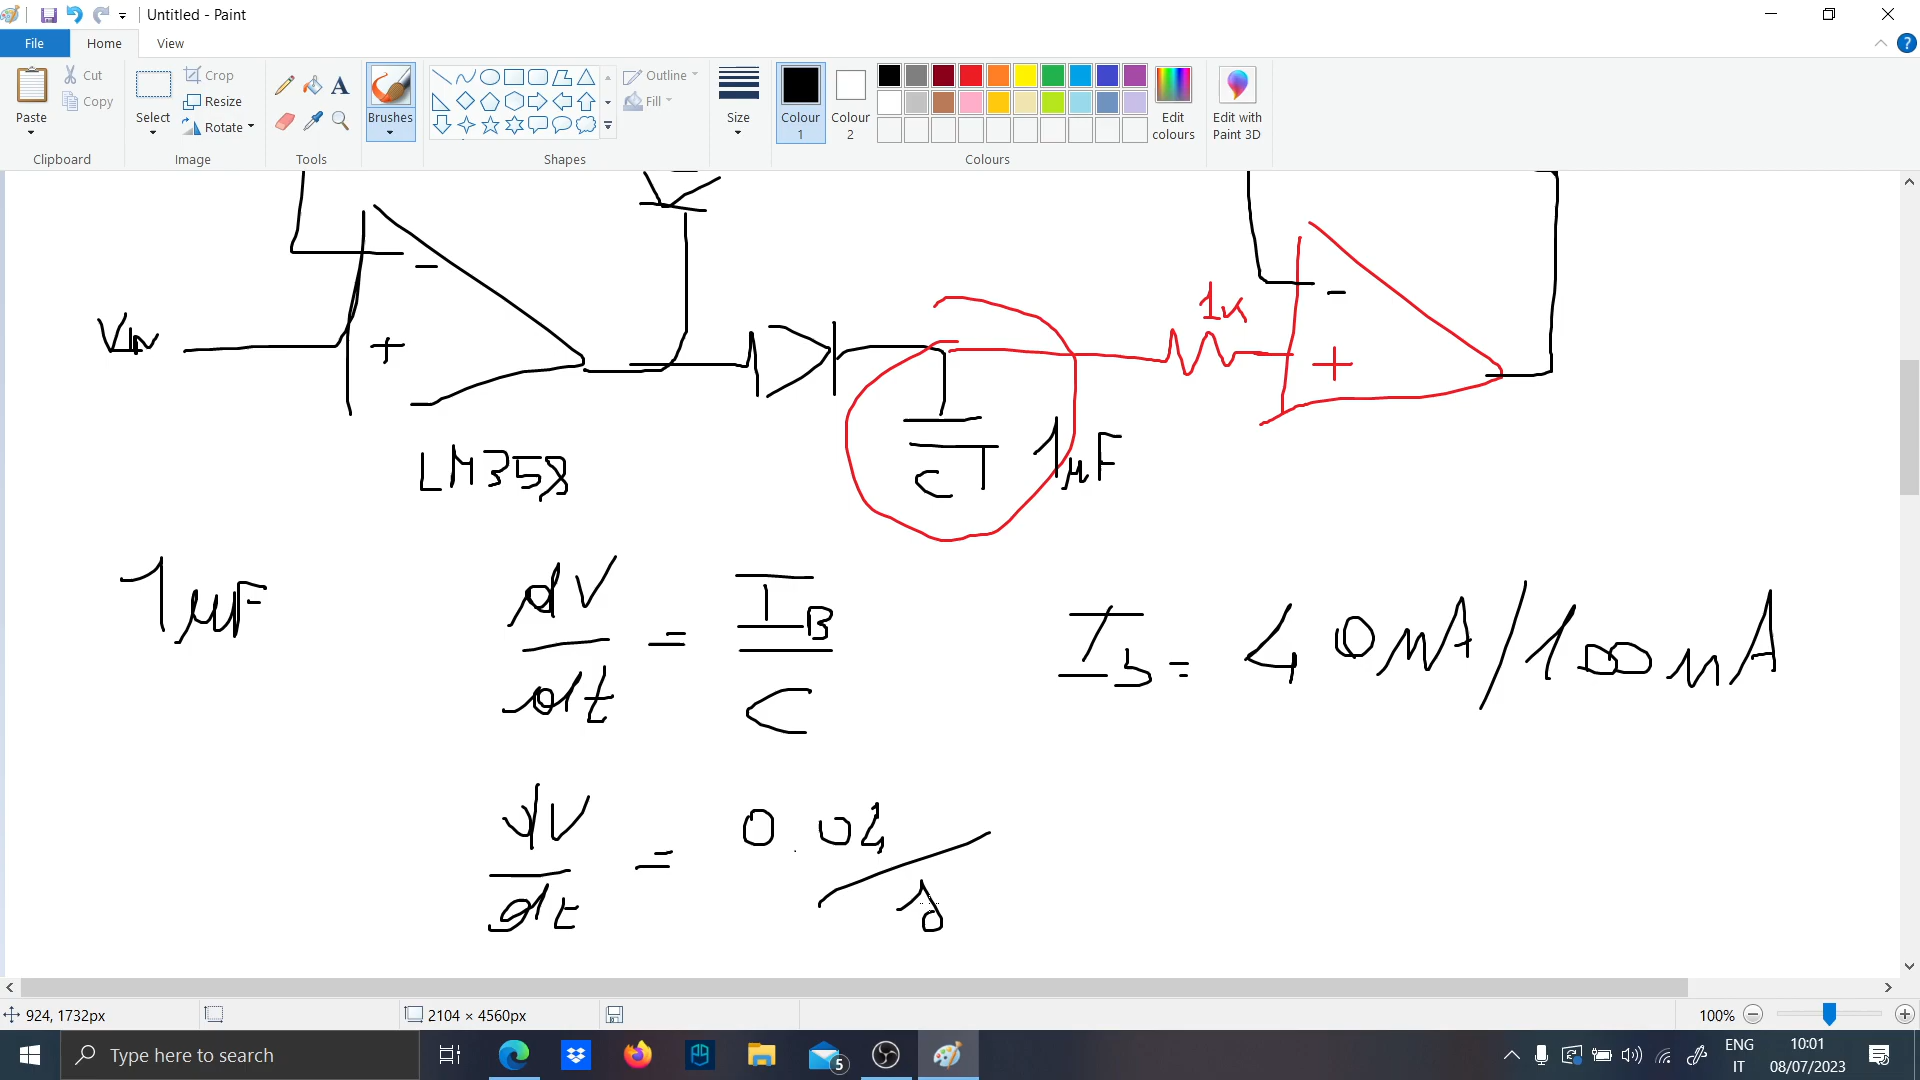 Untitled - Paint
File Home View
Paste Cut Copy
Clipboard
Select Crop Resize Rotate
Image
Tools
Brushes
Shapes
Outline Fill
Size
Colour 1
Colour 2
Edit colours
Colours
Edit with Paint 3D
VIN
-
+
LM358
C
1µF
1K
-
+
1µF
dV/dt = IB/C
Ib = 40nA/100nA
dV/dt = 0.04/s
924, 1732px
2104 × 4560px
100%
Type here to search
5
ENG
IT
10:01
08/07/2023